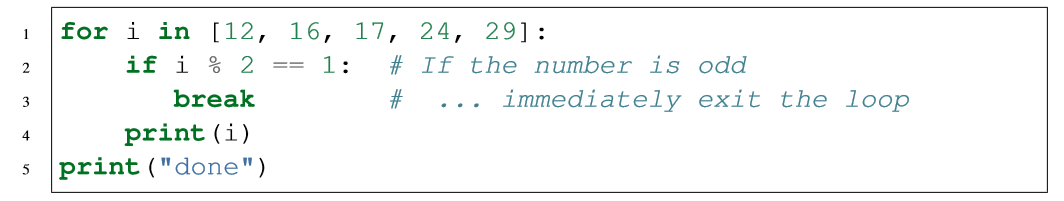 1 for i in [12, 16, 17, 24, 29]:
2     if i % 2 == 1:  # If the number is odd
3        break        #  ... immediately exit the loop
4     print(i)
5 print("done")